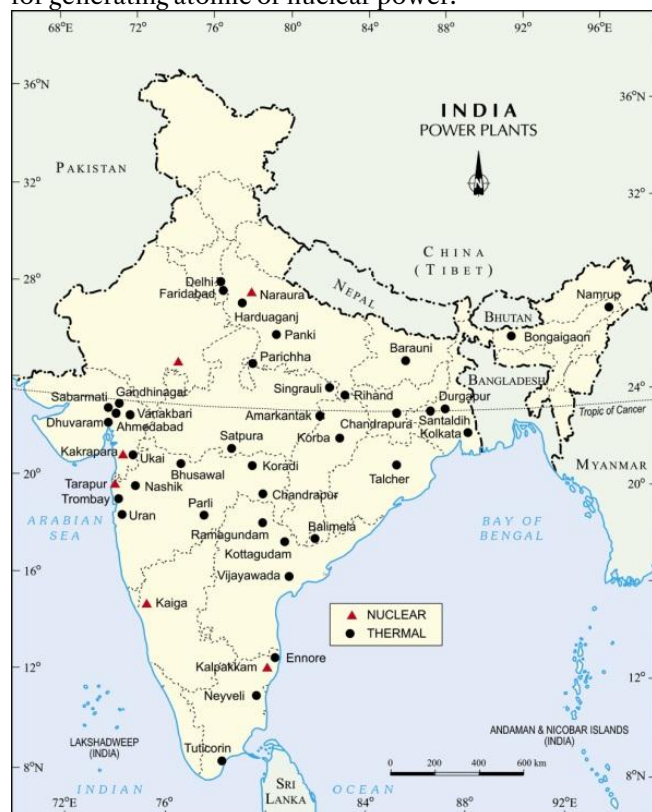 for generating atomic or nuclear power.
68°E 72° 76° 80° 84° 88° 92° 96°E
36°N
36°N
INDIA
POWER PLANTS
N
PAKISTAN
32°
32°
CHINA
(TIBET)
28°
28°
NEPAL
Delhi
Faridabad
Naraura
Harduaganj
Namrup
BHUTAN
Bongaigaon
Panki
Parichha
Barauni
Singrauli
Rihand
24°
BANGLADESH
Gandhinagar
Sabarmati
Durgapur
Vanakbari
Amarkantak
Tropic of Cancer
Dhuvaram
Ahmedabad
Chandrapura
Santaldih
Kolkata
Kakrapara
Ukai
Satpura
Korba
MYANMAR
20°
20°
Bhusawal
Koradi
Talcher
Tarapur
Nashik
Trombay
Chandrapur
Uran
Parli
ARABIAN
SEA
BAY OF
BENGAL
Ramagundam
Balimela
Kottagudam
16°
16°
Vijayawada
Kaiga
NUCLEAR
THERMAL
12°
12°
Ennore
Kalpakkam
Neyveli
LAKSHADWEEP
(INDIA)
ANDAMAN & NICOBAR ISLANDS
(INDIA)
Tuticorin
0 200 400 600 km
8°N
8°N
INDIAN
SRI
LANKA
OCEAN
72°E 76° 80° 84° 88° 92°E